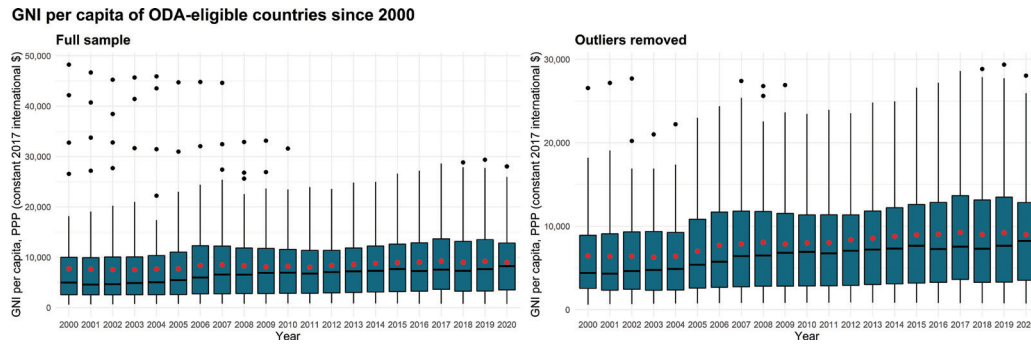 GNI per capita of ODA-eligible countries since 2000
Full sample
GNI per capita, PPP (constant 2017 international $)
50,000
40,000
30,000
20,000
10,000
0
2000 2001 2002 2003 2004 2005 2006 2007 2008 2009 2010 2011 2012 2013 2014 2015 2016 2017 2018 2019 2020
Year
Outliers removed
GNI per capita, PPP (constant 2017 international $)
30,000
20,000
10,000
0
2000 2001 2002 2003 2004 2005 2006 2007 2008 2009 2010 2011 2012 2013 2014 2015 2016 2017 2018 2019 202
Year